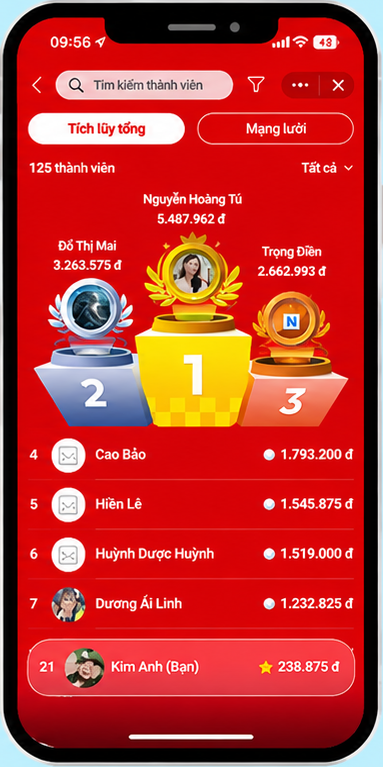 09:56
48
Tìm kiếm thành viên
Tích lũy tổng
Mạng lưới
125 thành viên
Tất cả
Nguyễn Hoàng Tú
5.487.962 đ
Đỗ Thị Mai
3.263.575 đ
Trọng Điền
2.662.993 đ
N
1
2
3
4 Cao Bảo 1.793.200 đ
5 Hiền Lê 1.545.875 đ
6 Huỳnh Dược Huỳnh 1.519.000 đ
7 Dương Ái Linh 1.232.825 đ
21 Kim Anh (Bạn) 238.875 đ